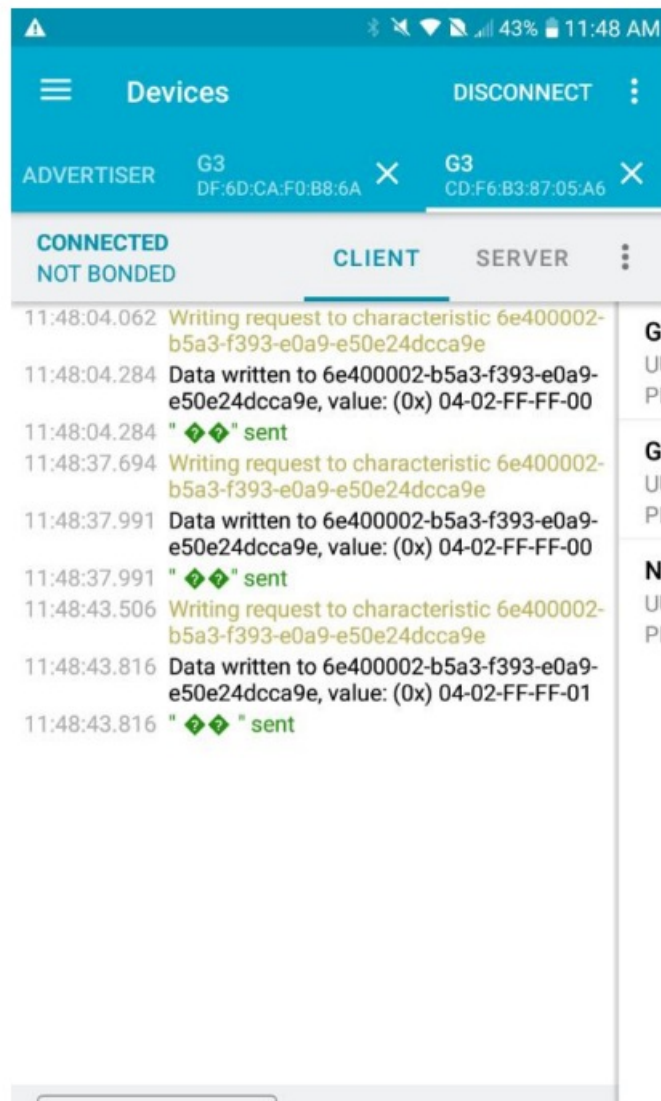 43% 11:48 AM
Devices DISCONNECT
ADVERTISER G3 DF:6D:CA:F0:B8:6A G3 CD:F6:B3:87:05:A6
CONNECTED
NOT BONDED
CLIENT SERVER
11:48:04.062 Writing request to characteristic 6e400002-
b5a3-f393-e0a9-e50e24dcca9e
11:48:04.284 Data written to 6e400002-b5a3-f393-e0a9-
e50e24dcca9e, value: (0x) 04-02-FF-FF-00
11:48:04.284 " ��" sent
11:48:37.694 Writing request to characteristic 6e400002-
b5a3-f393-e0a9-e50e24dcca9e
11:48:37.991 Data written to 6e400002-b5a3-f393-e0a9-
e50e24dcca9e, value: (0x) 04-02-FF-FF-00
11:48:37.991 " ��" sent
11:48:43.506 Writing request to characteristic 6e400002-
b5a3-f393-e0a9-e50e24dcca9e
11:48:43.816 Data written to 6e400002-b5a3-f393-e0a9-
e50e24dcca9e, value: (0x) 04-02-FF-FF-01
11:48:43.816 " �� " sent